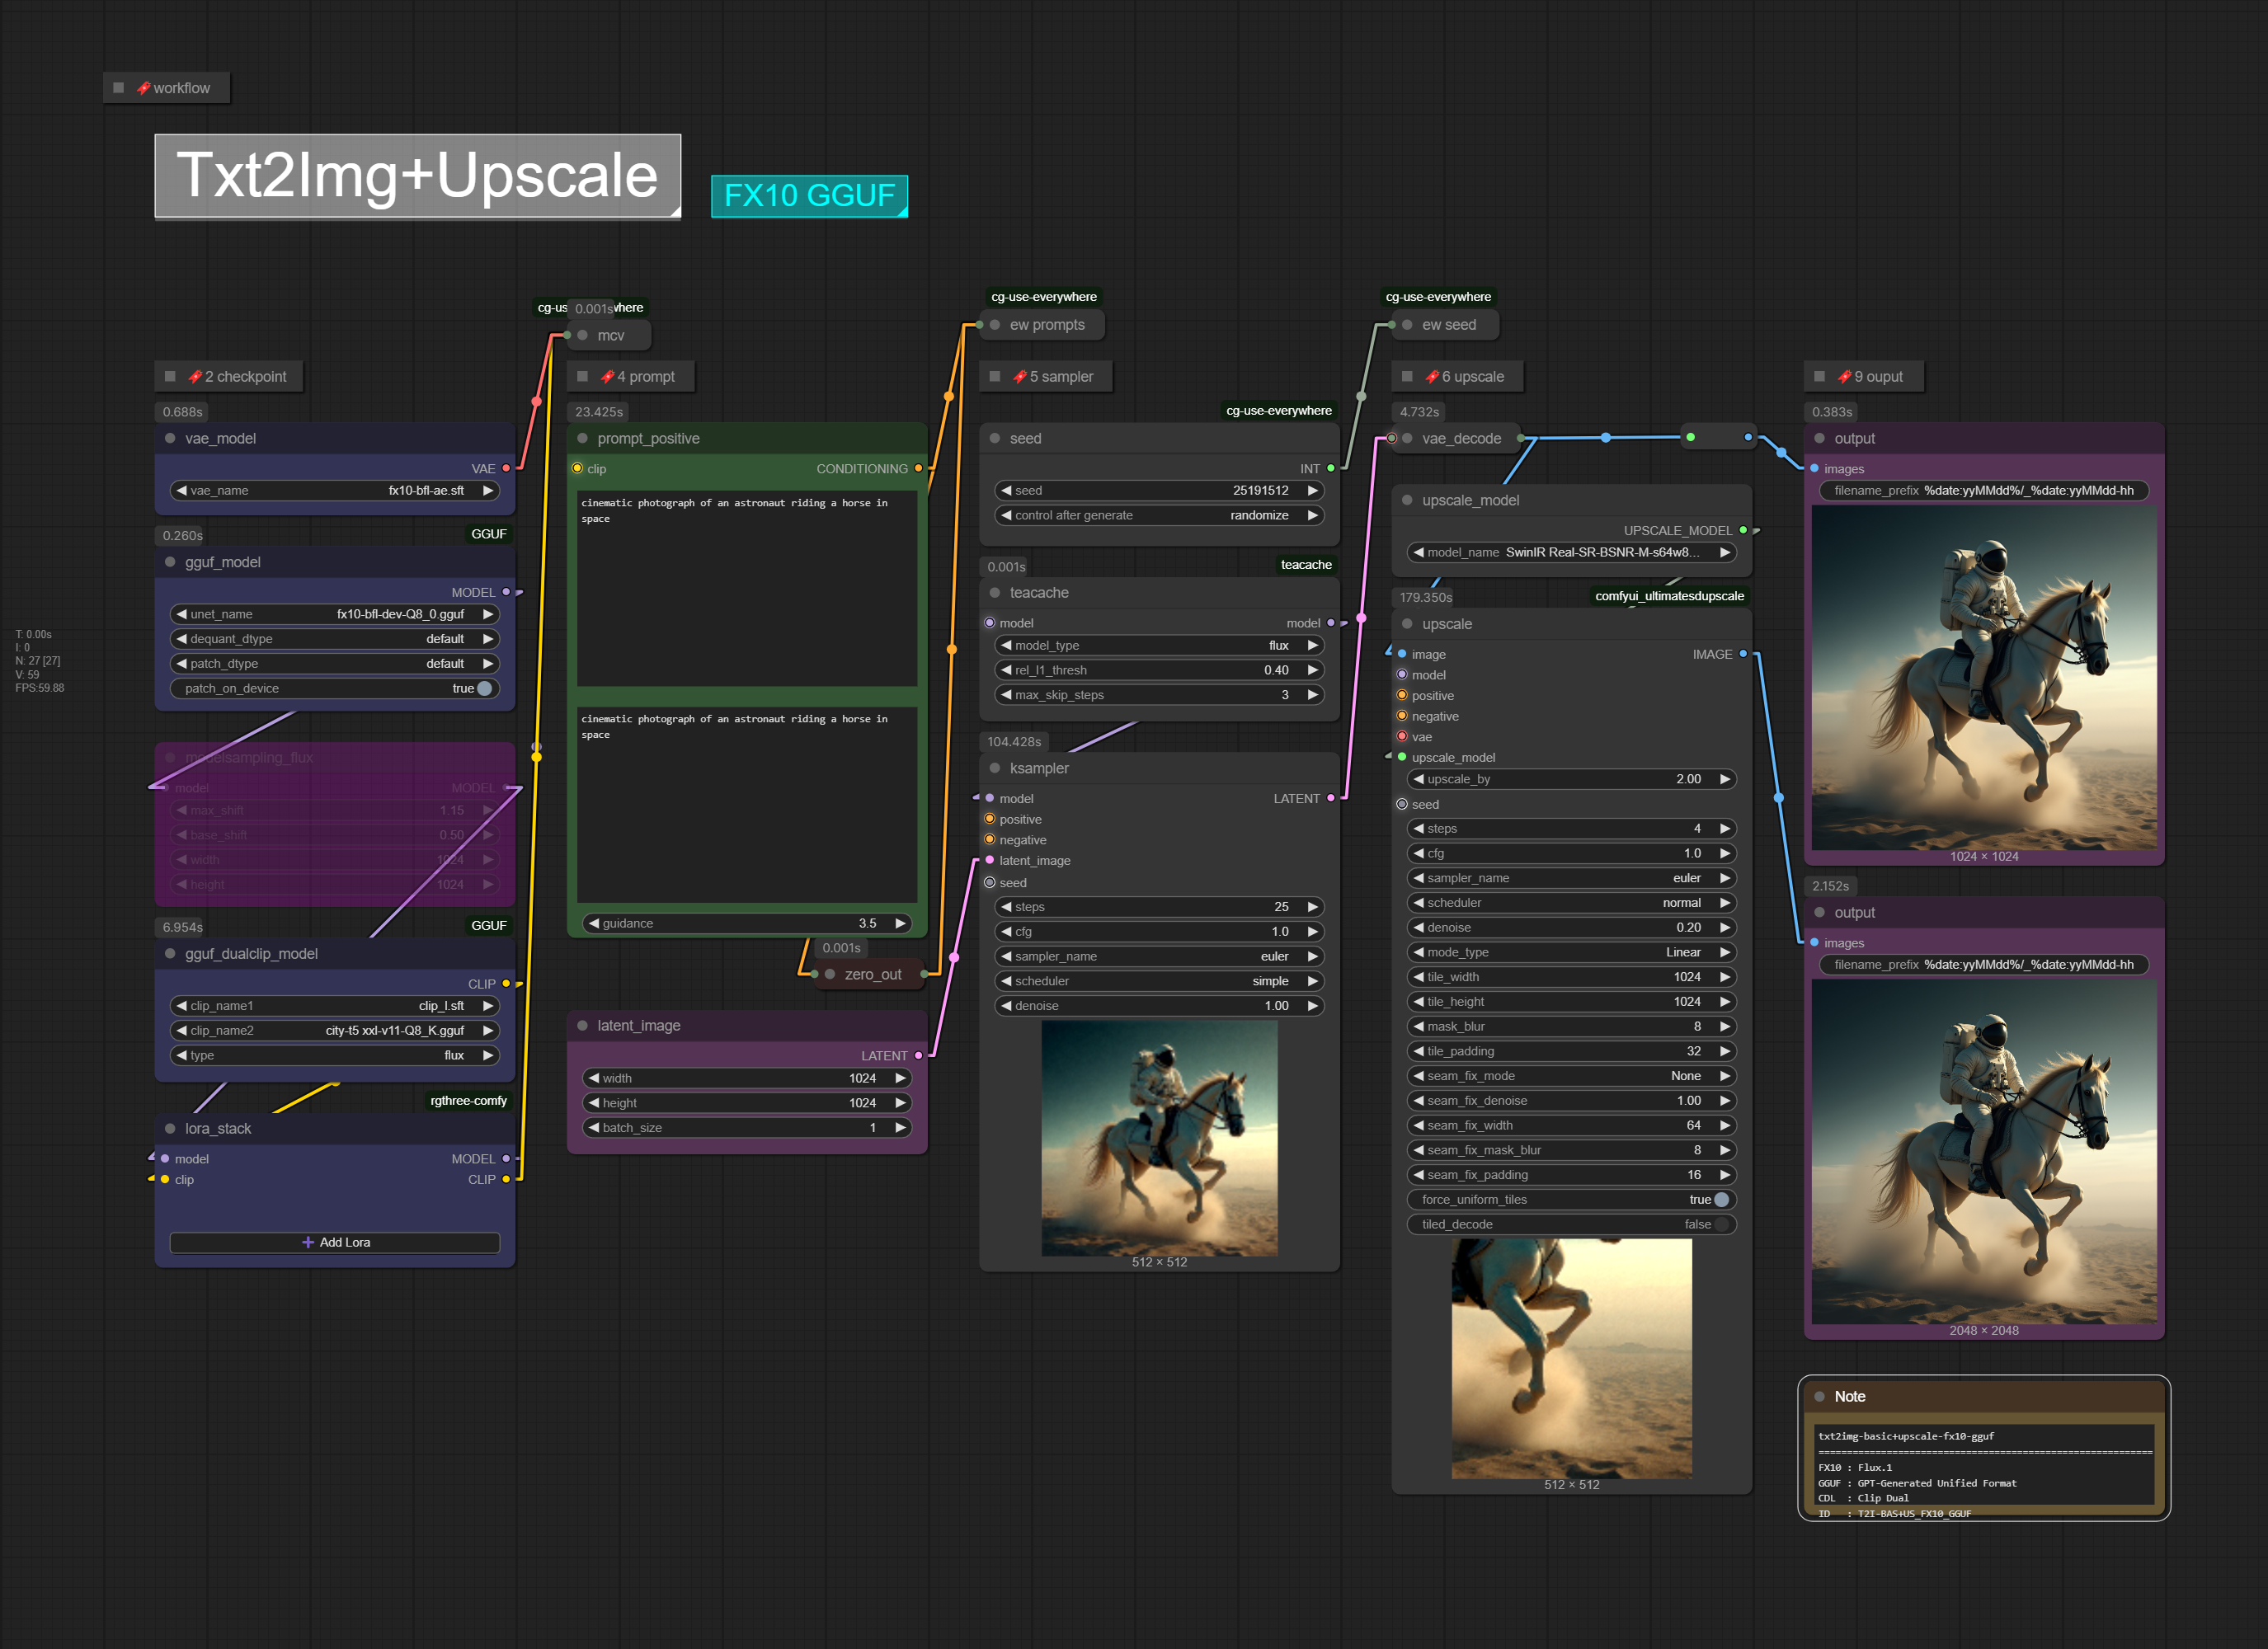 workflow
Txt2Img+Upscale
FX10 GGUF
T: 0.00s
I: 0
N: 27 [27]
V: 59
FPS:59.88
2 checkpoint
0.688s
vae_model
VAE
vae_name fx10-bfl-ae.sft
0.260s
GGUF
gguf_model
MODEL
unet_name fx10-bfl-dev-Q8_0.gguf
dequant_dtype default
patch_dtype default
patch_on_device true
modelsampling_flux
model MODEL
max_shift 1.15
base_shift 0.50
width 1024
height 1024
6.954s
GGUF
gguf_dualclip_model
CLIP
clip_name1 clip_l.sft
clip_name2 city-t5 xxl-v11-Q8_K.gguf
type flux
rgthree-comfy
lora_stack
model MODEL
clip CLIP
Add Lora
0.001s
mcv
4 prompt
23.425s
prompt_positive
clip CONDITIONING
cinematic photograph of an astronaut riding a horse in
space
cinematic photograph of an astronaut riding a horse in
space
guidance 3.5
0.001s
zero_out
latent_image
LATENT
width 1024
height 1024
batch_size 1
cg-use-everywhere
ew prompts
5 sampler
cg-use-everywhere
seed
INT
seed 25191512
control after generate randomize
0.001s
teacache
teacache
model model
model_type flux
rel_l1_thresh 0.40
max_skip_steps 3
104.428s
ksampler
model LATENT
positive
negative
latent_image
seed
steps 25
cfg 1.0
sampler_name euler
scheduler simple
denoise 1.00
512 × 512
cg-use-everywhere
ew seed
6 upscale
4.732s
vae_decode
upscale_model
UPSCALE_MODEL
model_name SwinIR Real-SR-BSNR-M-s64w8...
179.350s
comfyui_ultimatesdupscale
upscale
image IMAGE
model
positive
negative
vae
upscale_model
upscale_by 2.00
seed
steps 4
cfg 1.0
sampler_name euler
scheduler normal
denoise 0.20
mode_type Linear
tile_width 1024
tile_height 1024
mask_blur 8
tile_padding 32
seam_fix_mode None
seam_fix_denoise 1.00
seam_fix_width 64
seam_fix_mask_blur 8
seam_fix_padding 16
force_uniform_tiles true
tiled_decode false
512 × 512
9 ouput
0.383s
output
images
filename_prefix %date:yyMMdd%/_%date:yyMMdd-hh
1024 × 1024
2.152s
output
images
filename_prefix %date:yyMMdd%/_%date:yyMMdd-hh
2048 × 2048
Note
txt2img-basic+upscale-fx10-gguf
==========================================================
FX10 : Flux.1
GGUF : GPT-Generated Unified Format
CDL : Clip Dual
ID : T2I-BAS+US_FX10_GGUF